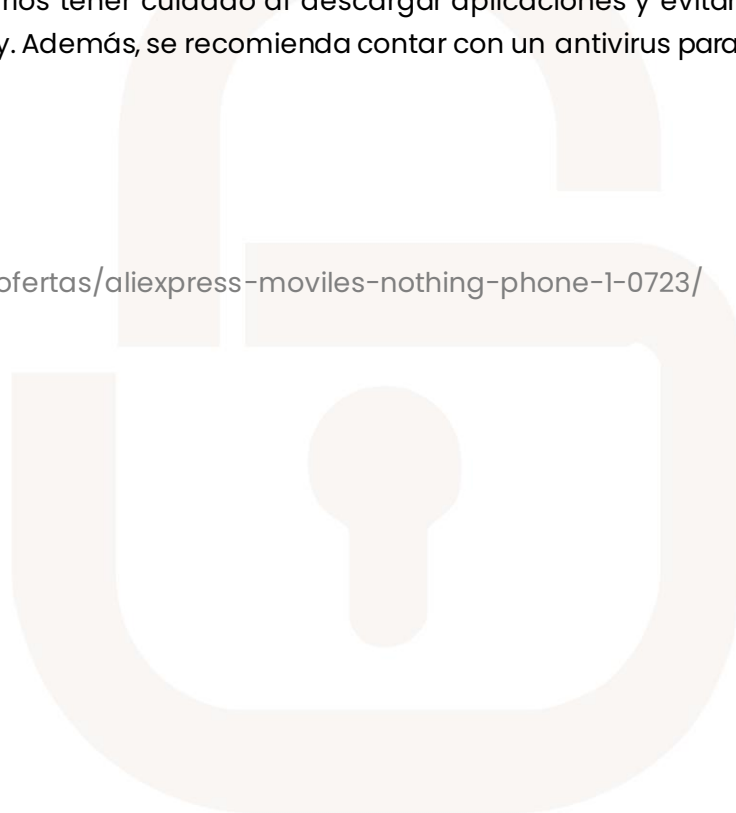 tener cuidado al descargar aplicaciones y evitar
y. Además, se recomienda contar con un antivirus para
ofertas/aliexpress-moviles-nothing-phone-1-0723/